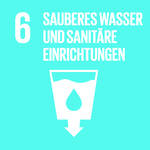 6 SAUBERES WASSER
UND SANITÄRE
EINRICHTUNGEN